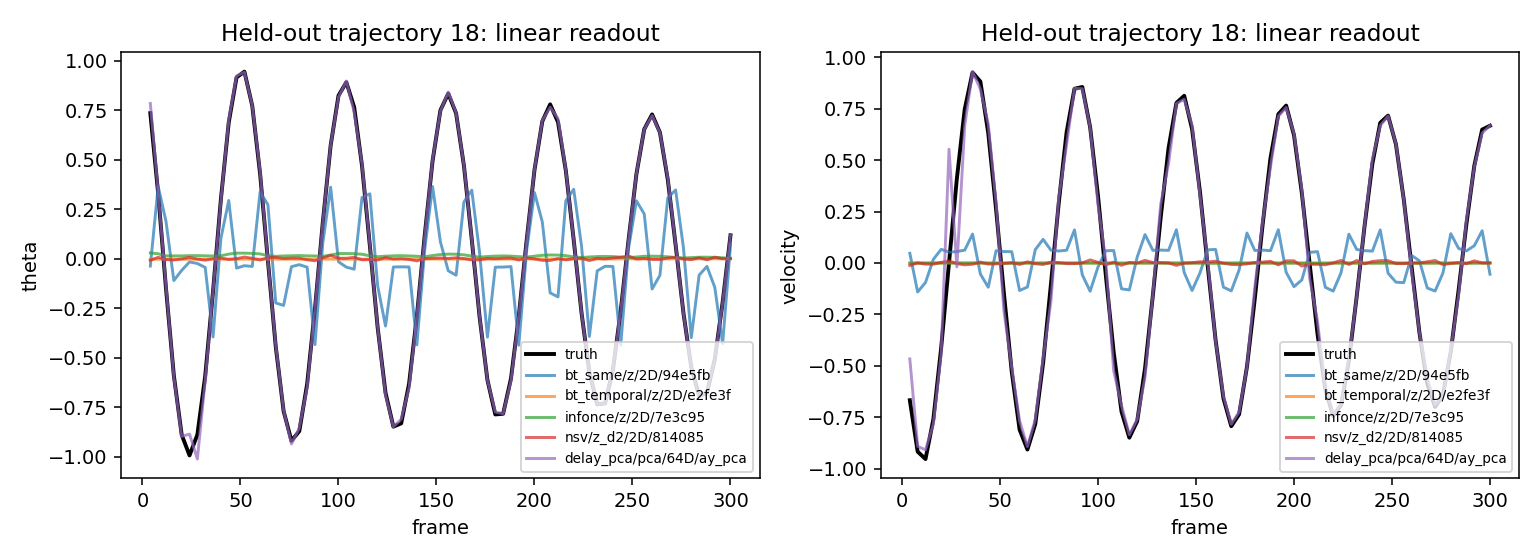 Held-out trajectory 18: linear readout
theta
1.00
0.75
0.50
0.25
0.00
−0.25
−0.50
−0.75
−1.00
truth
bt_same/z/2D/94e5fb
bt_temporal/z/2D/e2fe3f
infonce/z/2D/7e3c95
nsv/z_d2/2D/814085
delay_pca/pca/64D/ay_pca
0 50 100 150 200 250 300
frame
Held-out trajectory 18: linear readout
velocity
1.00
0.75
0.50
0.25
0.00
−0.25
−0.50
−0.75
−1.00
truth
bt_same/z/2D/94e5fb
bt_temporal/z/2D/e2fe3f
infonce/z/2D/7e3c95
nsv/z_d2/2D/814085
delay_pca/pca/64D/ay_pca
0 50 100 150 200 250 300
frame